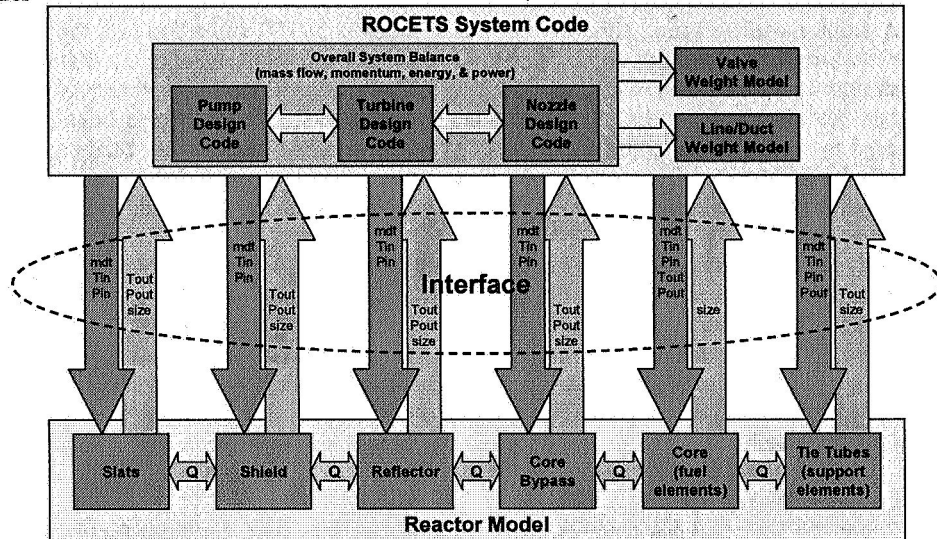 ROCETS System Code
Overall System Balance
(mass flow, momentum, energy, & power)
Pump
Design
Code
Turbine
Design
Code
Nozzle
Design
Code
Valve
Weight Model
Line/Duct
Weight Model
mdt
Tin
Pin
Tout
Pout
size
mdt
Tin
Pin
Tout
Pout
size
mdt
Tin
Pin
Tout
Pout
size
mdt
Tin
Pin
Tout
Pout
size
mdt
Tin
Pin
Tout
Pout
size
mdt
Tin
Pin
Pout
Tout
size
Interface
Slats
Q
Shield
Q
Reflector
Q
Core
Bypass
Q
Core
(fuel
elements)
Q
Tie Tubes
(support
elements)
Reactor Model